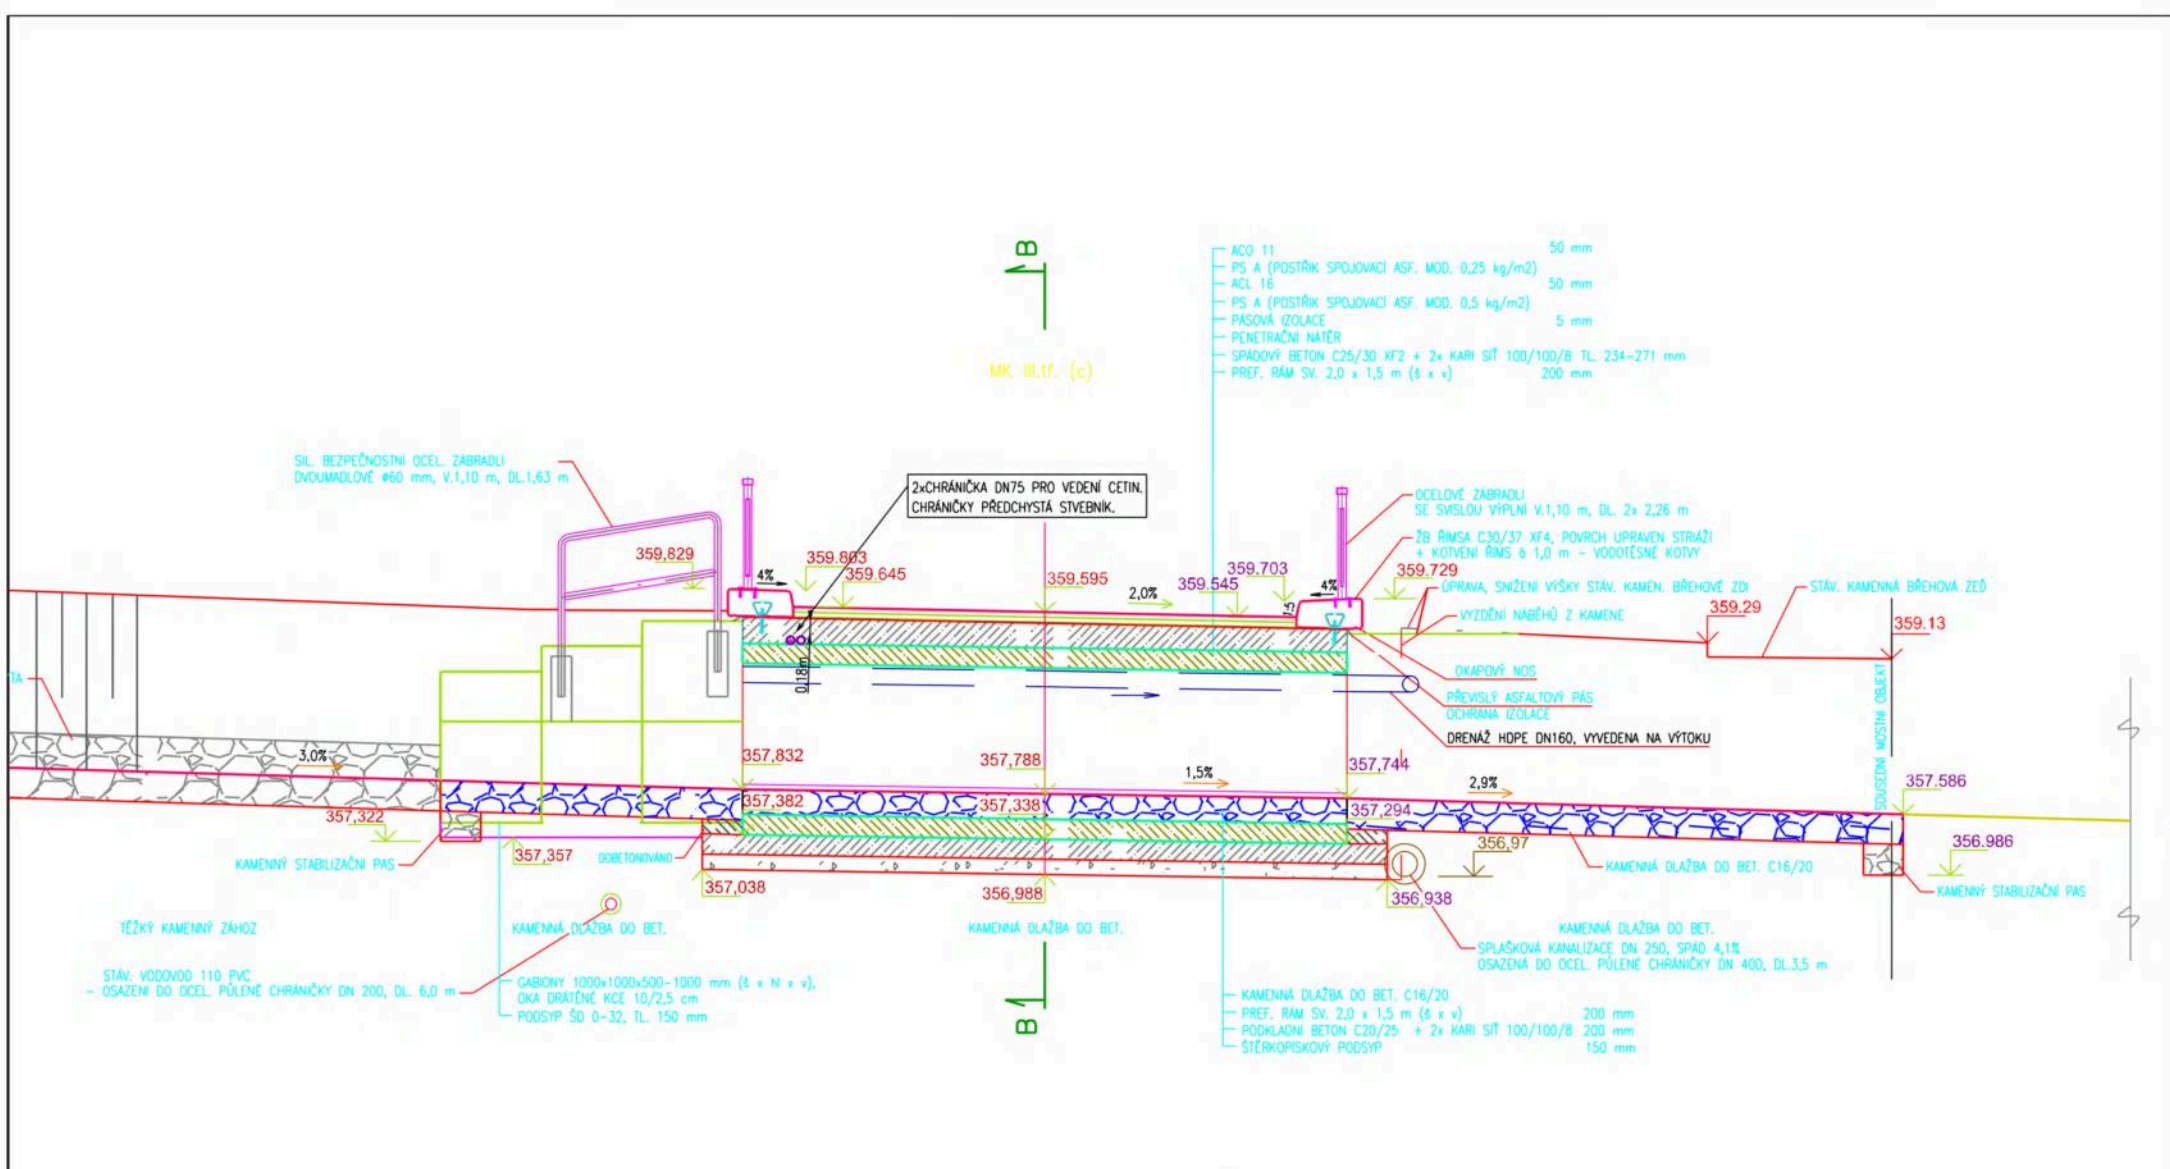 B
ACO 11 50 mm
PS A (POSTŘIK SPOJOVACÍ ASF. MOD. 0,25 kg/m2)
ACL 16 50 mm
PS A (POSTŘIK SPOJOVACÍ ASF. MOD. 0,5 kg/m2)
PÁSOVÁ IZOLACE 5 mm
PENETRAČNÍ NÁTĚR
SPÁDOVÝ BETON C25/30 XF2 + 2x KARI SÍŤ 100/100/8 TL. 234-271 mm
PREF. RÁM SV. 2,0 x 1,5 m (š x v) 200 mm
MK III.tř. (c)
SIL. BEZPEČNOSTNÍ OCEL. ZÁBRADLÍ
DVOUMADLOVÉ ø60 mm, V.1,10 m, DL.1,63 m
2xCHRÁNIČKA DN75 PRO VEDENÍ CETIN.
CHRÁNIČKY PŘEDCHYSTÁ STVEBNÍK.
OCELOVÉ ZÁBRADLÍ
SE SVISLOU VÝPLNÍ V.1,10 m, DL. 2x 2,26 m
ŽB ŘÍMSA C30/37 XF4, POVRCH UPRAVEN STRIÁŽÍ
+ KOTVENÍ ŘÍMS á 1,0 m - VODOTĚSNÉ KOTVY
359,829
4%
359.803
359.645
359.595
2,0%
359.545
359.703
1:5
4%
359.729
ÚPRAVA, SNÍŽENÍ VÝŠKY STÁV. KAMEN. BŘEHOVÉ ZDI
STÁV. KAMENNÁ BŘEHOVÁ ZEĎ
VYZDĚNÍ NÁBĚHŮ Z KAMENE
359.29
359.13
0,18m
OKAPOVÝ NOS
PŘEVISLÝ ASFALTOVÝ PÁS
OCHRANA IZOLACE
DRENÁŽ HDPE DN160, VYVEDENA NA VÝTOKU
SOUSEDNÍ MOSTNÍ OBJEKT
TA
3,0%
357,832
357,788
1,5%
357,744
2,9%
357.586
357,382
357,338
357,294
357,322
357,357
DOBETONOVÁNO
KAMENNÝ STABILIZAČNÍ PAS
356,97
356.986
KAMENNÁ DLAŽBA DO BET. C16/20
KAMENNÝ STABILIZAČNÍ PAS
357,038
356,988
356,938
TĚŽKÝ KAMENNÝ ZÁHOZ
KAMENNÁ DLAŽBA DO BET.
KAMENNÁ DLAŽBA DO BET.
KAMENNÁ DLAŽBA DO BET.
SPLAŠKOVÁ KANALIZACE DN 250, SPÁD 4,1%
OSAZENÁ DO OCEL. PŮLENÉ CHRÁNIČKY DN 400, DL.3,5 m
STÁV. VODOVOD 110 PVC
- OSAZENÍ DO OCEL. PŮLENÉ CHRÁNIČKY DN 200, DL. 6,0 m
GABIONY 1000x1000x500-1000 mm (š x hl x v),
OKA DRÁTĚNÉ KCE 10/2,5 cm
PODSYP ŠD 0-32, TL. 150 mm
B
KAMENNÁ DLAŽBA DO BET. C16/20
PREF. RÁM SV. 2,0 x 1,5 m (š x v) 200 mm
PODKLADNÍ BETON C20/25 + 2x KARI SÍŤ 100/100/8 200 mm
ŠTĚRKOPÍSKOVÝ PODSYP 150 mm